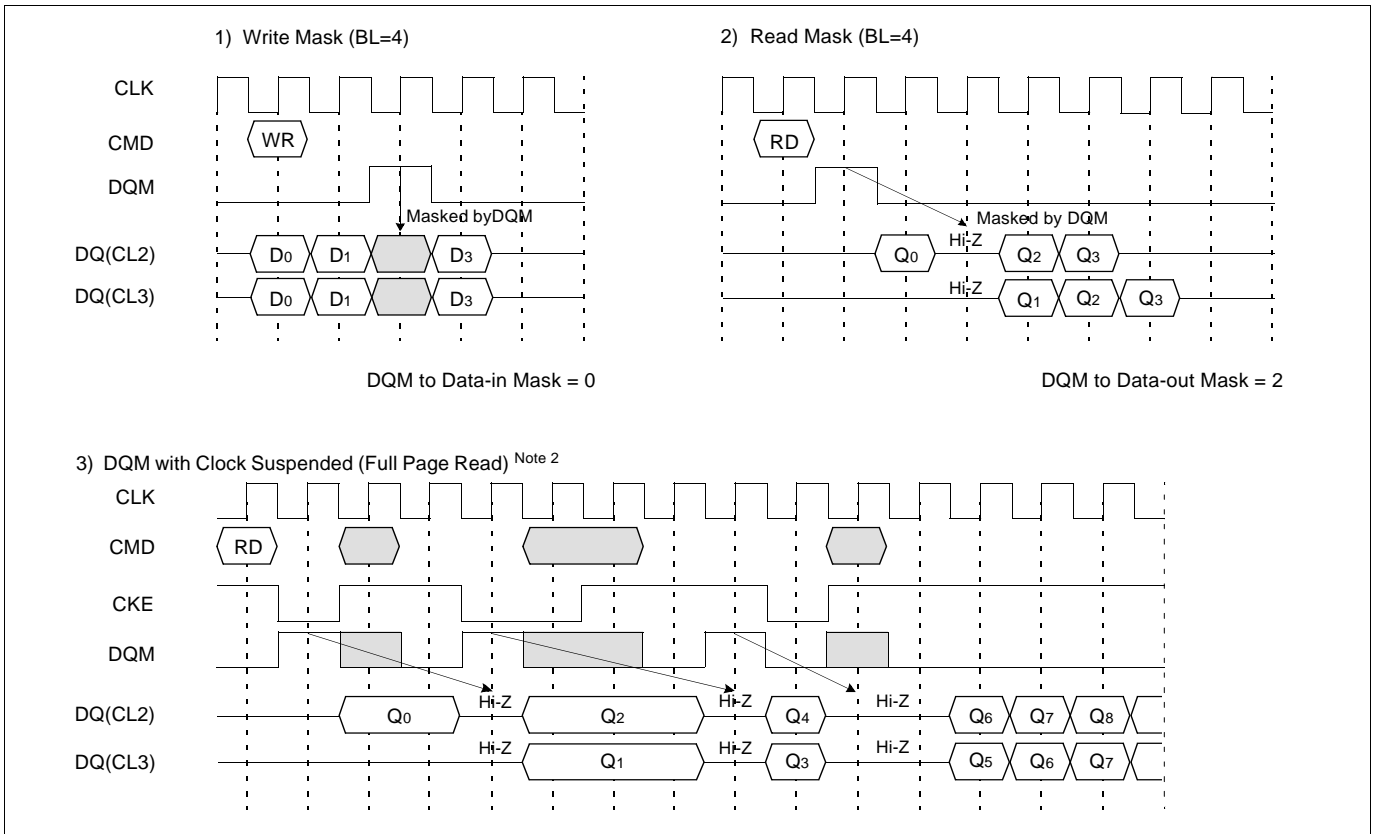 1) Write Mask (BL=4)
2) Read Mask (BL=4)
CLK
CMD
WR
RD
DQM
Masked byDQM
Masked by DQM
DQ(CL2)
D0 D1 D3
Q0 Hi-Z Q2 Q3
DQ(CL3)
D0 D1 D3
Hi-Z Q1 Q2 Q3
DQM to Data-in Mask = 0
DQM to Data-out Mask = 2
3) DQM with Clock Suspended (Full Page Read) Note 2
CLK
CMD
RD
CKE
DQM
DQ(CL2)
Q0 Hi-Z Q2 Hi-Z Q4 Hi-Z Q6 Q7 Q8
DQ(CL3)
Hi-Z Q1 Hi-Z Q3 Hi-Z Q5 Q6 Q7